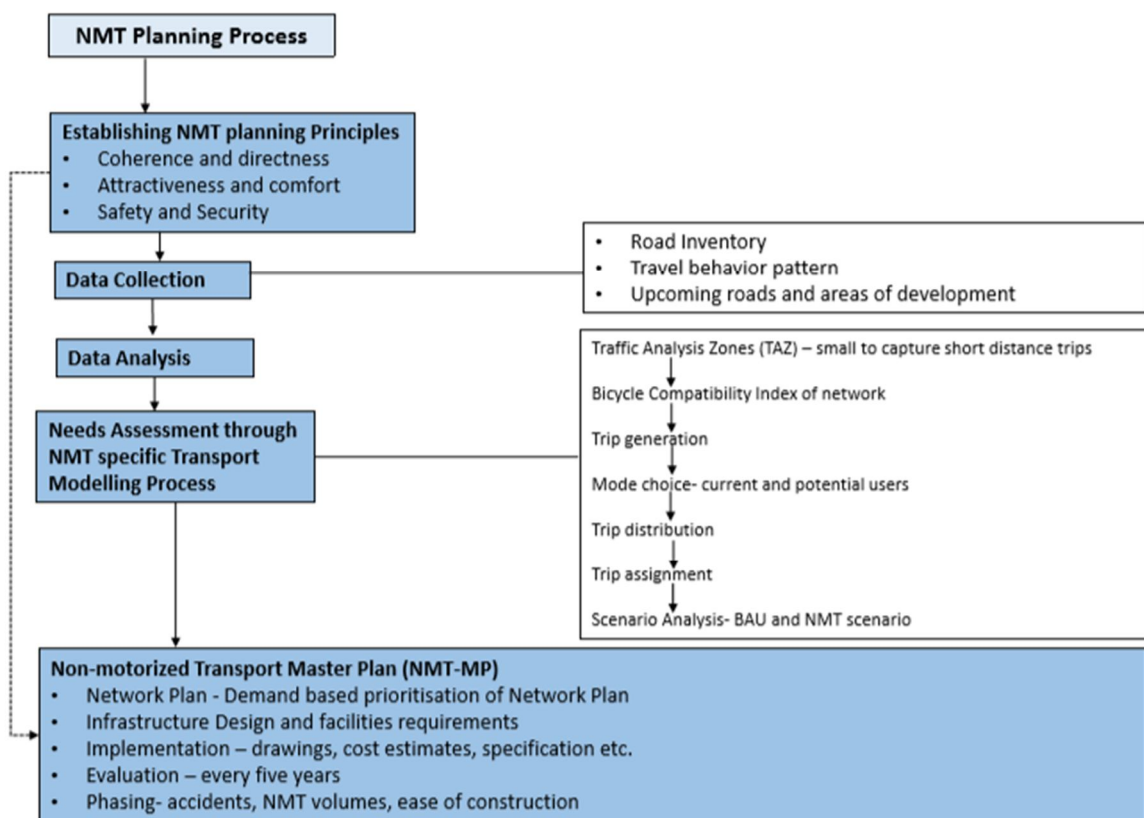 NMT Planning Process
Establishing NMT planning Principles
• Coherence and directness
• Attractiveness and comfort
• Safety and Security
Data Collection
• Road Inventory
• Travel behavior pattern
• Upcoming roads and areas of development
Data Analysis
Needs Assessment through
NMT specific Transport
Modelling Process
Traffic Analysis Zones (TAZ) – small to capture short distance trips
Bicycle Compatibility Index of network
Trip generation
Mode choice- current and potential users
Trip distribution
Trip assignment
Scenario Analysis- BAU and NMT scenario
Non-motorized Transport Master Plan (NMT-MP)
• Network Plan - Demand based prioritisation of Network Plan
• Infrastructure Design and facilities requirements
• Implementation – drawings, cost estimates, specification etc.
• Evaluation – every five years
• Phasing- accidents, NMT volumes, ease of construction